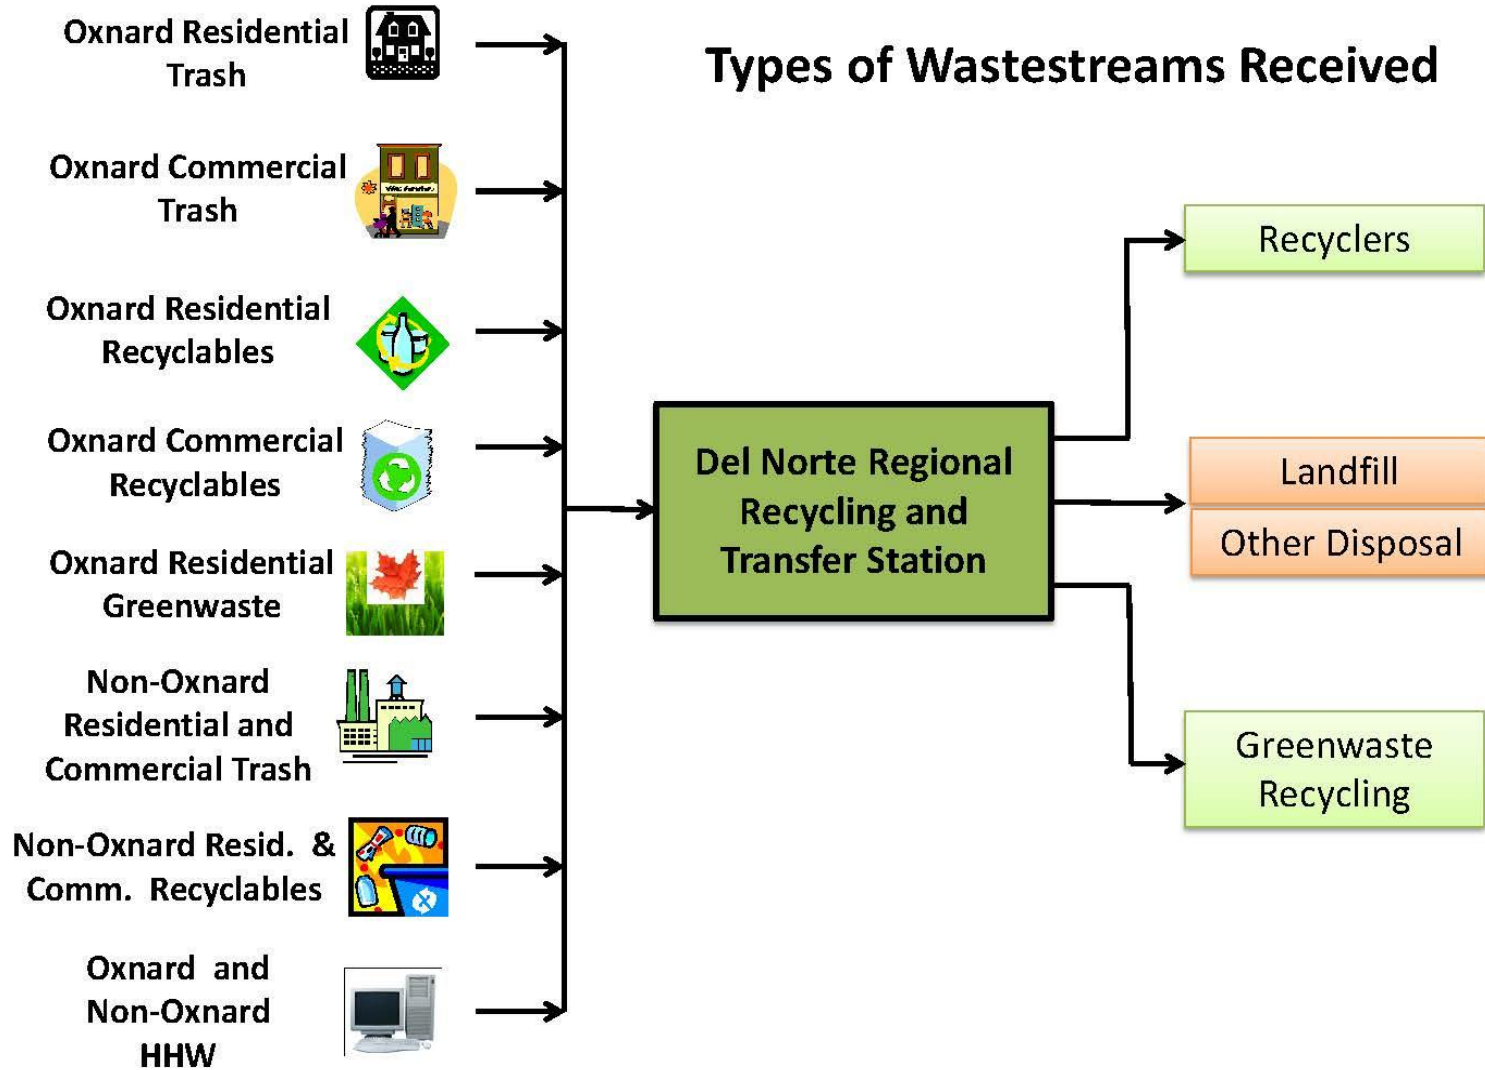 Types of Wastestreams Received
Oxnard Residential
Trash
Oxnard Commercial
Trash
Oxnard Residential
Recyclables
Oxnard Commercial
Recyclables
Oxnard Residential
Greenwaste
Non-Oxnard
Residential and
Commercial Trash
Non-Oxnard Resid. &
Comm. Recyclables
Oxnard and
Non-Oxnard
HHW
Del Norte Regional
Recycling and
Transfer Station
Recyclers
Landfill
Other Disposal
Greenwaste
Recycling